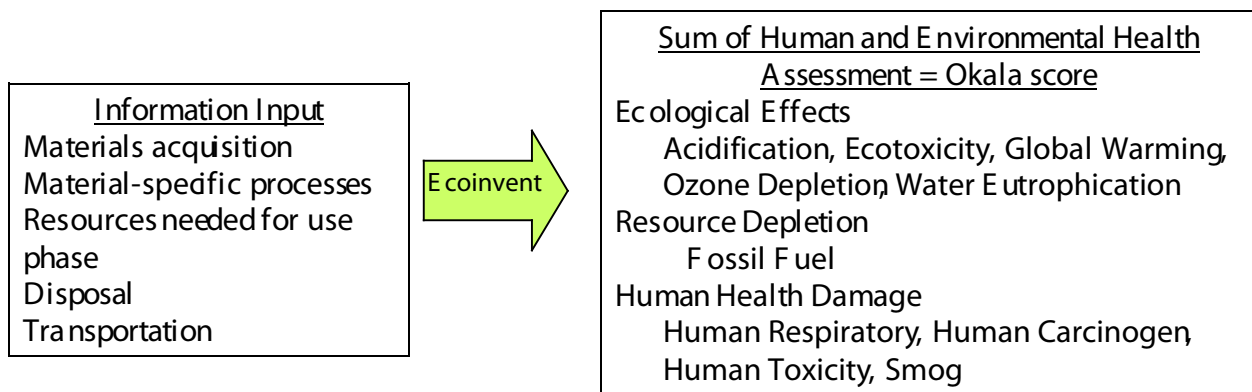 Information Input
Materials acquisition
Material-specific processes
Resources needed for use
phase
Disposal
Transportation
Ecoinvent
Sum of Human and Environmental Health
Assessment = Okala score
Ecological Effects
Acidification, Ecotoxicity, Global Warming,
Ozone Depletion, Water Eutrophication
Resource Depletion
Fossil Fuel
Human Health Damage
Human Respiratory, Human Carcinogen,
Human Toxicity, Smog